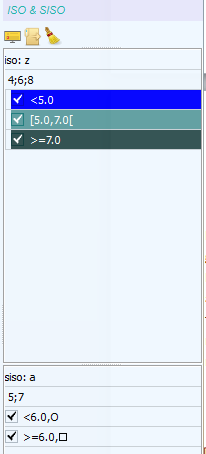 ISO & SISO
iso: z
4;6;8
<5.0
[5.0,7.0[
>=7.0
siso: a
5;7
<6.0,O
>=6.0,□